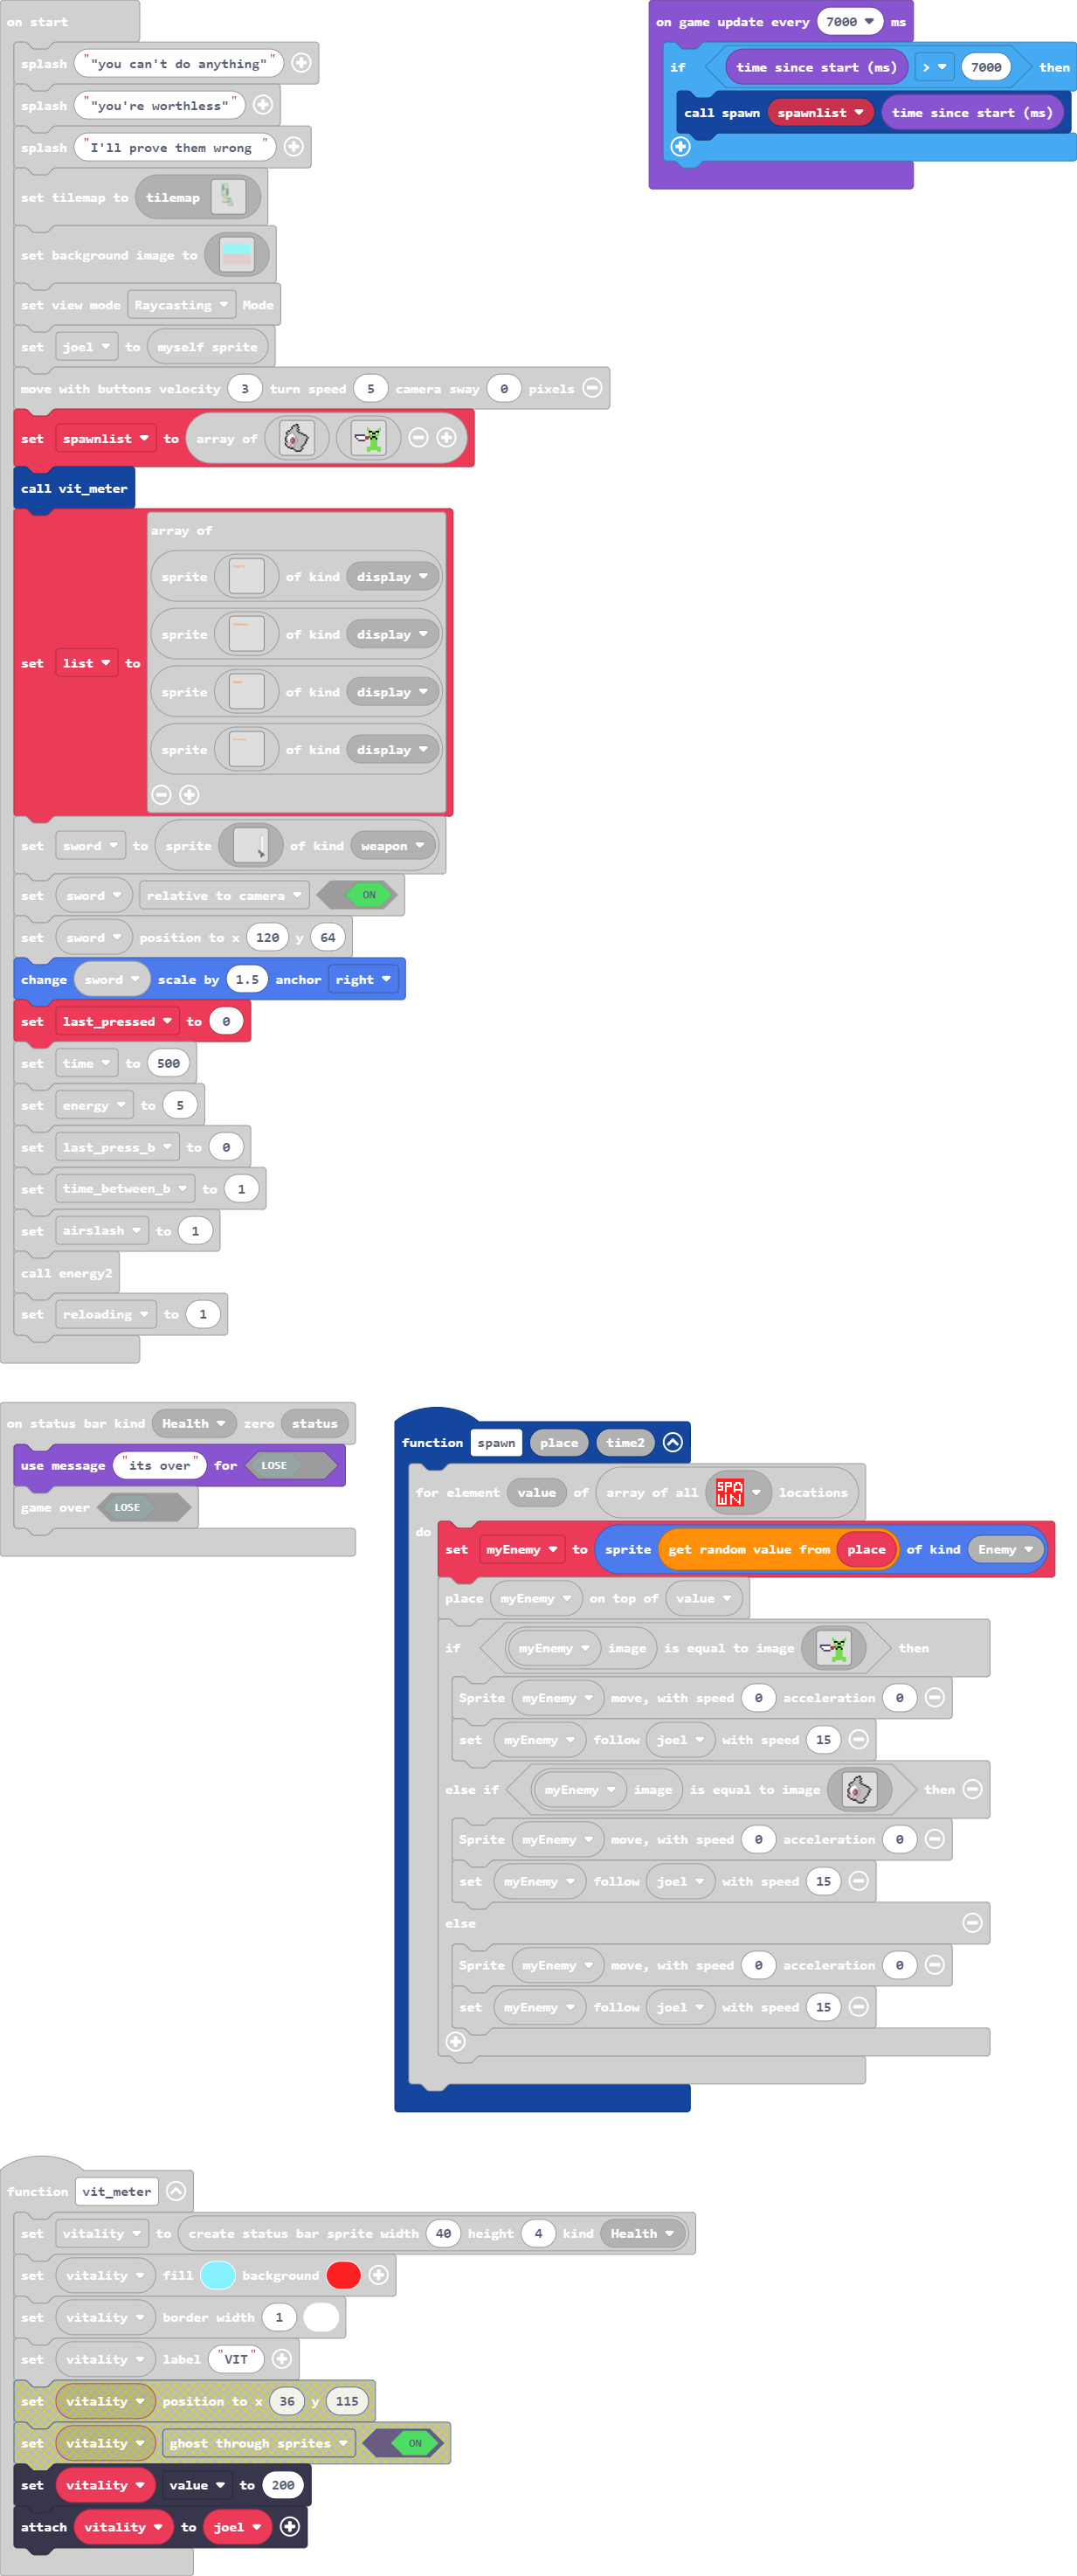 on start
splash ""you can't do anything""
splash ""you're worthless""
splash "I'll prove them wrong "
set tilemap to tilemap
set background image to
set view mode Raycasting Mode
set joel to myself sprite
move with buttons velocity 3 turn speed 5 camera sway 0 pixels
set spawnlist to array of
call vit_meter
set list to array of
sprite of kind display
sprite of kind display
sprite of kind display
sprite of kind display
set sword to sprite of kind weapon
set sword relative to camera ON
set sword position to x 120 y 64
change sword scale by 1.5 anchor right
set last_pressed to 0
set time to 500
set energy to 5
set last_press_b to 0
set time_between_b to 1
set airslash to 1
call energy2
set reloading to 1
on game update every 7000 ms
if time since start (ms) > 7000 then
call spawn spawnlist time since start (ms)
on status bar kind Health zero status
use message "its over" for LOSE
game over LOSE
function spawn place time2
for element value of array of all SPAWN locations
do set myEnemy to sprite get random value from place of kind Enemy
place myEnemy on top of value
if myEnemy image is equal to image then
Sprite myEnemy move, with speed 0 acceleration 0
set myEnemy follow joel with speed 15
else if myEnemy image is equal to image then
Sprite myEnemy move, with speed 0 acceleration 0
set myEnemy follow joel with speed 15
else
Sprite myEnemy move, with speed 0 acceleration 0
set myEnemy follow joel with speed 15
function vit_meter
set vitality to create status bar sprite width 40 height 4 kind Health
set vitality fill background
set vitality border width 1
set vitality label "VIT"
set vitality position to x 36 y 115
set vitality ghost through sprites ON
set vitality value to 200
attach vitality to joel